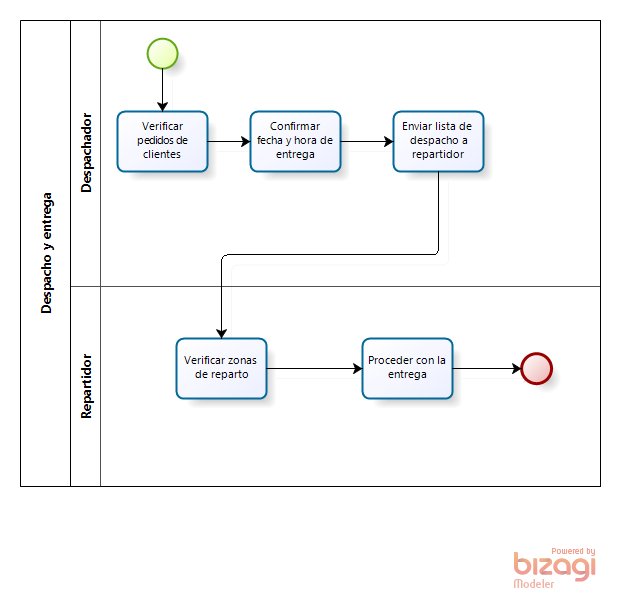 Despacho y entrega
Despachador
Verificar
pedidos de
clientes
Confirmar
fecha y hora de
entrega
Enviar lista de
despacho a
repartidor
Repartidor
Verificar zonas
de reparto
Proceder con la
entrega
Powered by
bizagi
Modeler